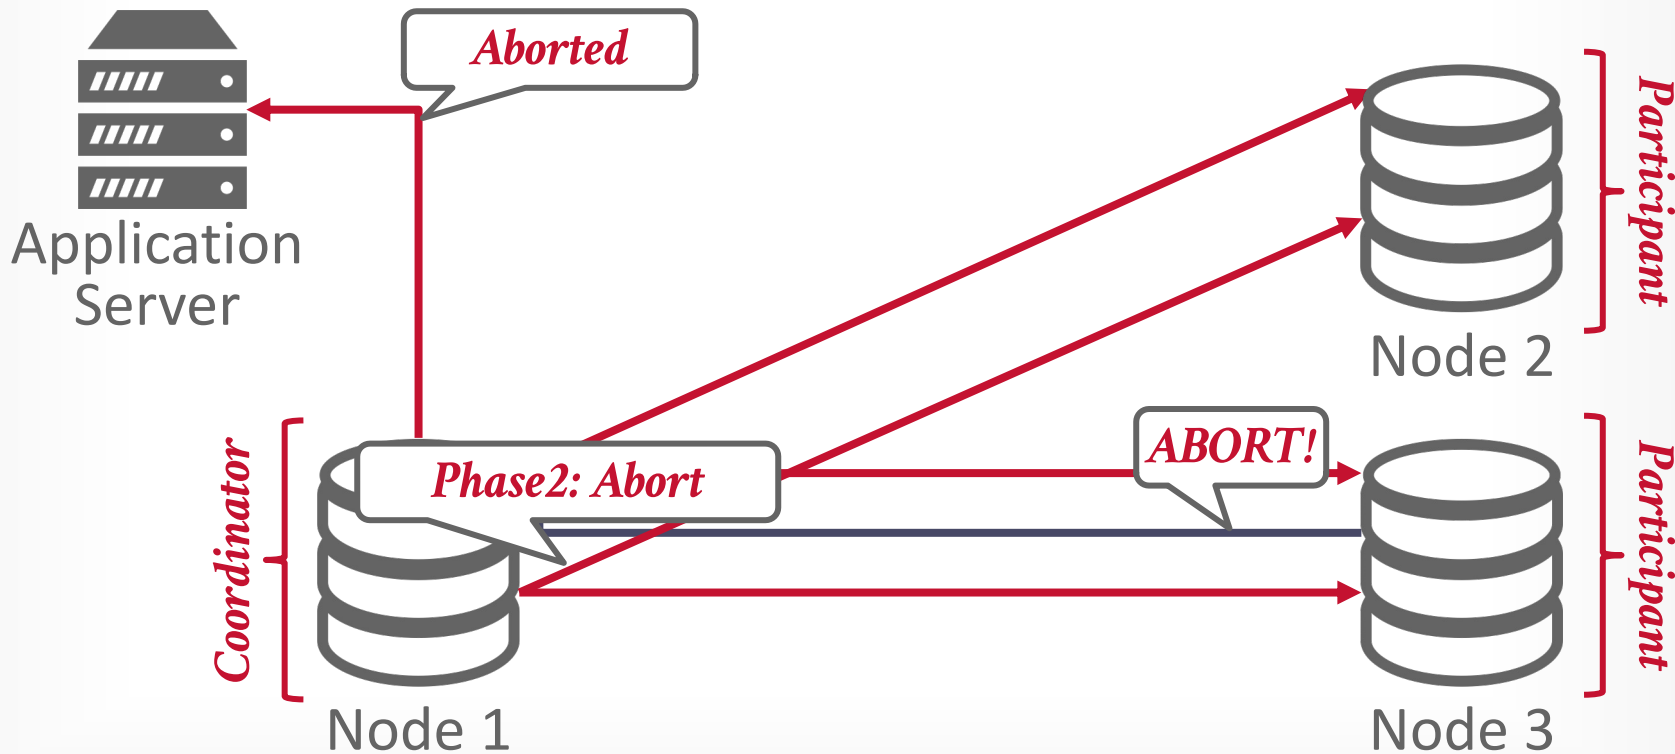 Aborted
Application
Server
Participant
Node 2
Coordinator
Phase2: Abort
ABORT!
Participant
Node 1
Node 3